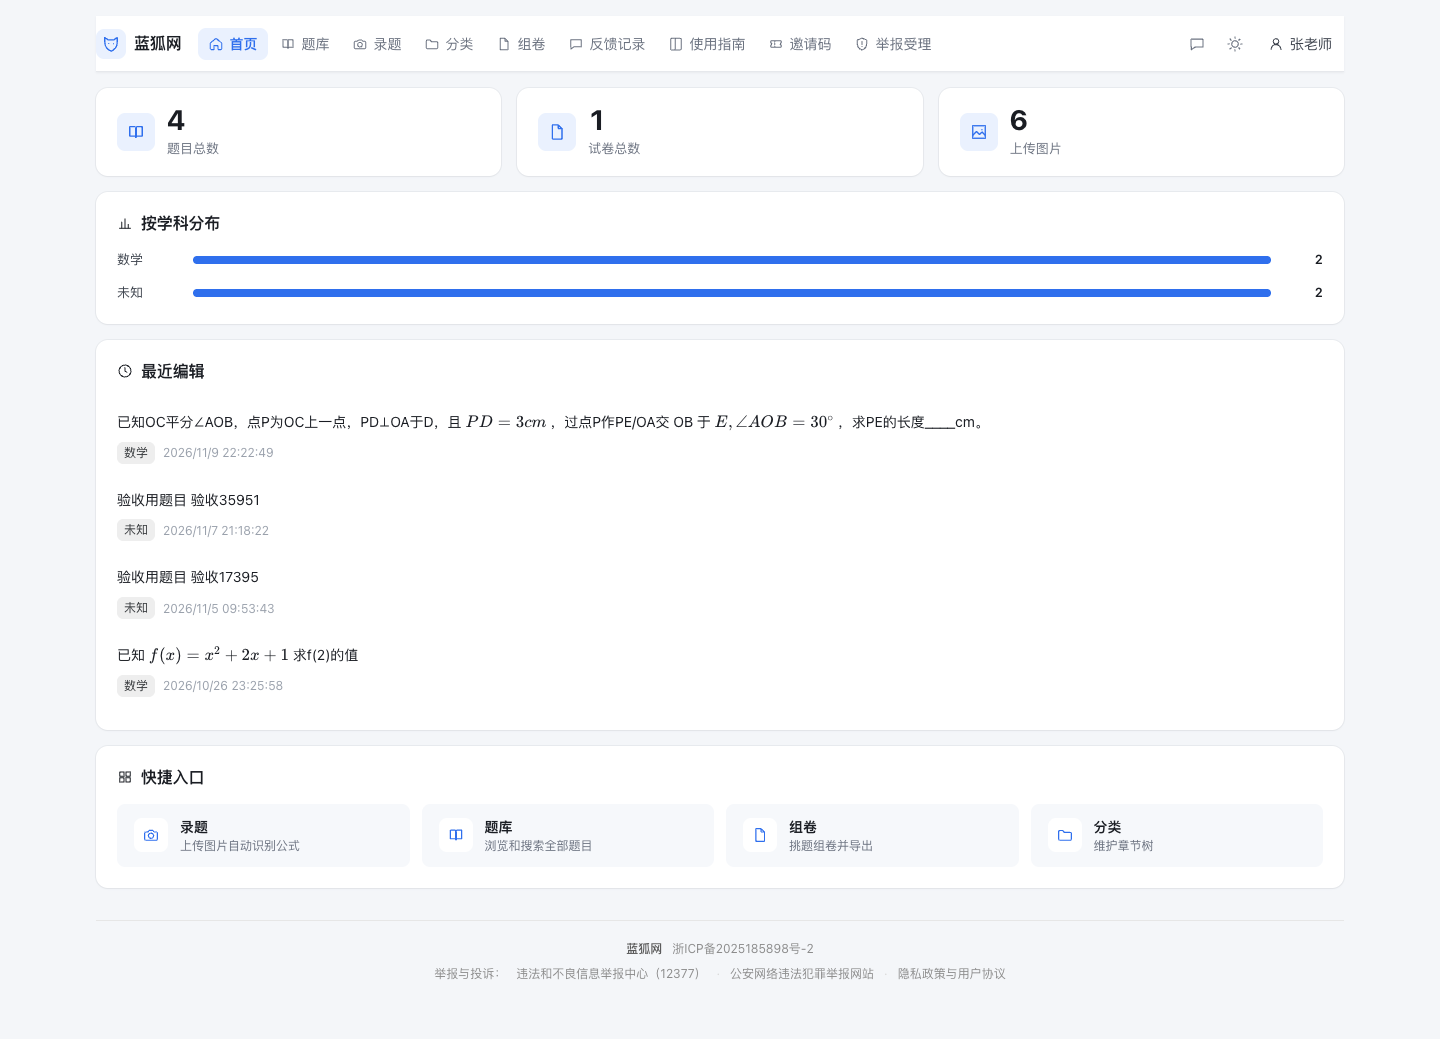 蓝狐网 首页 题库 录题 分类 组卷 反馈记录 使用指南 邀请码 举报受理 张老师
4
题目总数
1
试卷总数
6
上传图片
按学科分布
数学 2
未知 2
最近编辑
已知OC平分∠AOB，点P为OC上一点，PD⊥OA于D，且 PD = 3cm ，过点P作PE/OA交 OB 于 E, ∠AOB = 30° ，求PE的长度____cm。
数学 2026/11/9 22:22:49
验收用题目 验收35951
未知 2026/11/7 21:18:22
验收用题目 验收17395
未知 2026/11/5 09:53:43
已知 f(x) = x² + 2x + 1 求f(2)的值
数学 2026/10/26 23:25:58
快捷入口
录题
上传图片自动识别公式
题库
浏览和搜索全部题目
组卷
挑题组卷并导出
分类
维护章节树
蓝狐网 浙ICP备2025185898号-2
举报与投诉： 违法和不良信息举报中心（12377） · 公安网络违法犯罪举报网站 · 隐私政策与用户协议